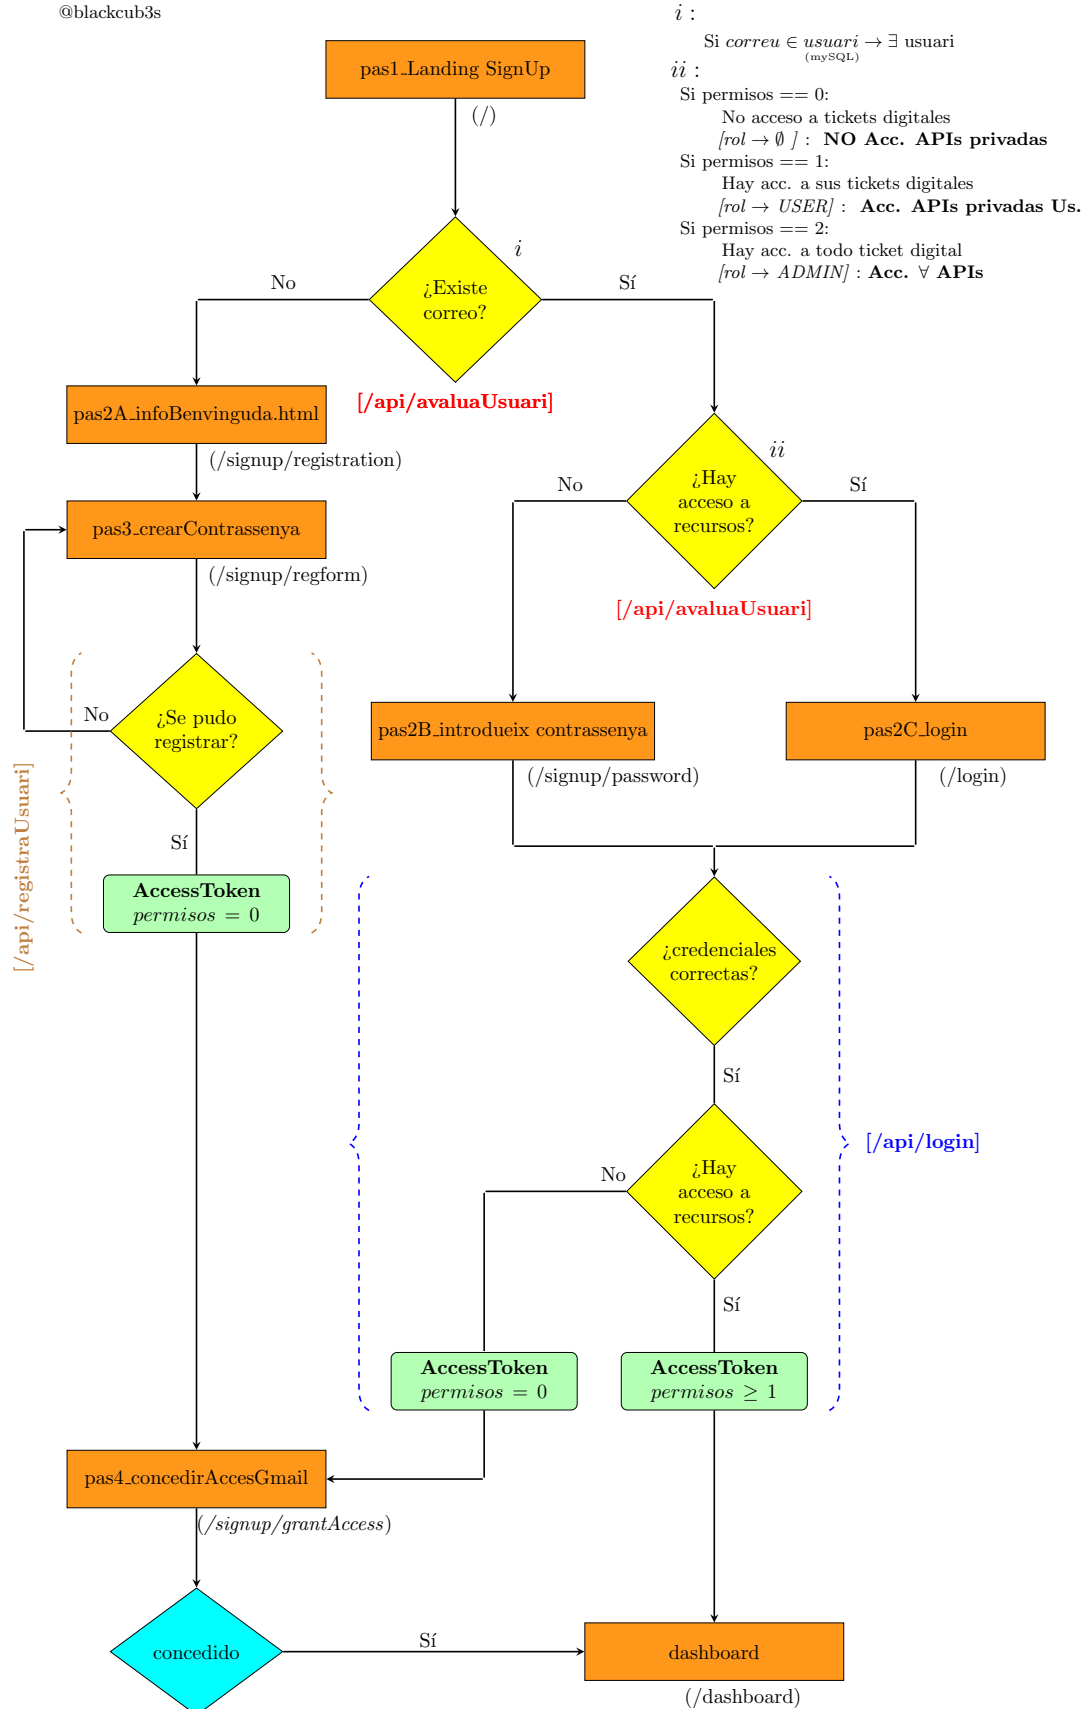 @blackcub3s
i :
Si correu ∈ usuari → ∃ usuari
(mySQL)
ii :
Si permisos == 0:
No acceso a tickets digitales
[rol → ∅ ] : NO Acc. APIs privadas
Si permisos == 1:
Hay acc. a sus tickets digitales
[rol → USER] : Acc. APIs privadas Us.
Si permisos == 2:
Hay acc. a todo ticket digital
[rol → ADMIN] : Acc. ∀ APIs
pas1_Landing SignUp
(/)
i
¿Existe
correo?
No
Sí
[/api/avaluaUsuari]
pas2A_infoBenvinguda.html
(/signup/registration)
ii
¿Hay
acceso a
recursos?
No
Sí
[/api/avaluaUsuari]
pas3_crearContrassenya
(/signup/regform)
¿Se pudo
registrar?
No
Sí
[/api/registraUsuari]
AccessToken
permisos = 0
pas2B_introdueix contrassenya
(/signup/password)
pas2C_login
(/login)
¿credenciales
correctas?
Sí
[/api/login]
¿Hay
acceso a
recursos?
No
Sí
AccessToken
permisos = 0
AccessToken
permisos ≥ 1
pas4_concedirAccesGmail
(/signup/grantAccess)
concedido
Sí
dashboard
(/dashboard)